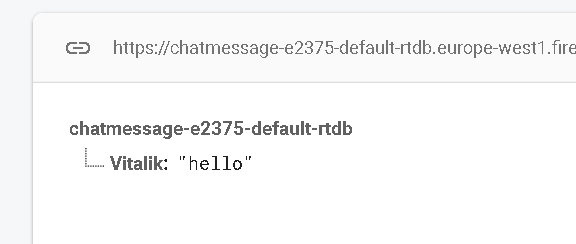 https://chatmessage-e2375-default-rtdb.europe-west1.fire
chatmessage-e2375-default-rtdb
Vitalik: "hello"